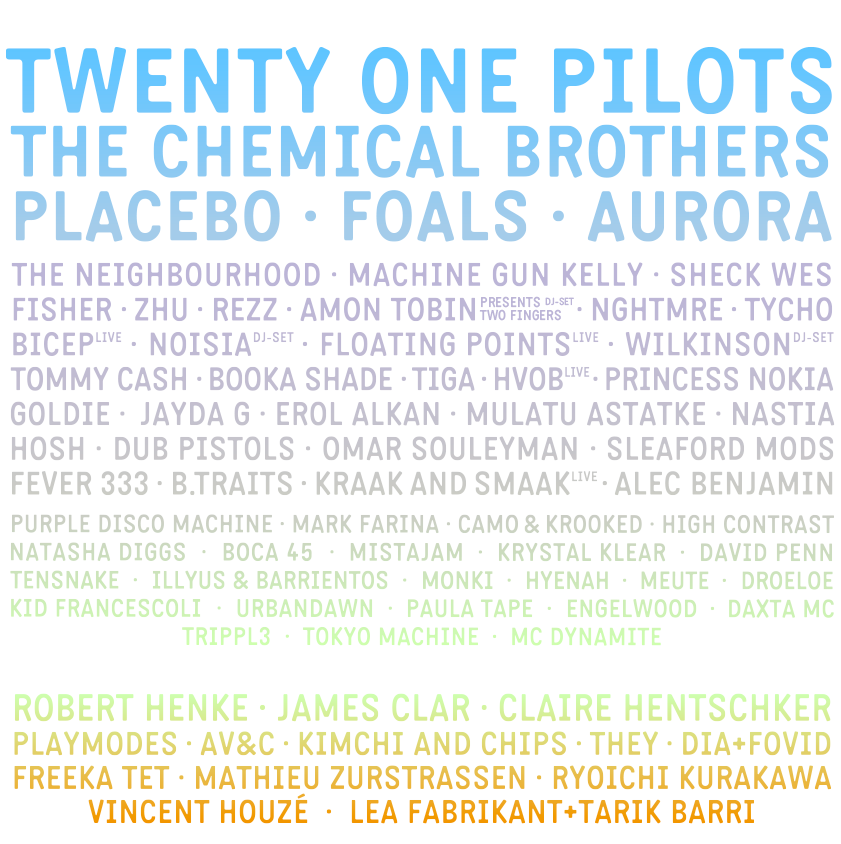 TWENTY ONE PILOTS
THE CHEMICAL BROTHERS
PLACEBO · FOALS · AURORA
THE NEIGHBOURHOOD · MACHINE GUN KELLY · SHECK WES
FISHER · ZHU · REZZ · AMON TOBIN PRESENTS DJ-SET TWO FINGERS · NGHTMRE · TYCHO
BICEP LIVE · NOISIA DJ-SET · FLOATING POINTS LIVE · WILKINSON DJ-SET
TOMMY CASH · BOOKA SHADE · TIGA · HVOB LIVE · PRINCESS NOKIA
GOLDIE · JAYDA G · EROL ALKAN · MULATU ASTATKE · NASTIA
HOSH · DUB PISTOLS · OMAR SOULEYMAN · SLEAFORD MODS
FEVER 333 · B.TRAITS · KRAAK AND SMAAK LIVE · ALEC BENJAMIN
PURPLE DISCO MACHINE · MARK FARINA · CAMO & KROOKED · HIGH CONTRAST
NATASHA DIGGS · BOCA 45 · MISTAJAM · KRYSTAL KLEAR · DAVID PENN
TENSNAKE · ILLYUS & BARRIENTOS · MONKI · HYENAH · MEUTE · DROELOE
KID FRANCESCOLI · URBANDAWN · PAULA TAPE · ENGELWOOD · DAXTA MC
TRIPPL3 · TOKYO MACHINE · MC DYNAMITE
ROBERT HENKE · JAMES CLAR · CLAIRE HENTSCHKER
PLAYMODES · AV&C · KIMCHI AND CHIPS · THEY · DIA+FOVID
FREEKA TET · MATHIEU ZURSTRASSEN · RYOICHI KURAKAWA
VINCENT HOUZÉ · LEA FABRIKANT+TARIK BARRI